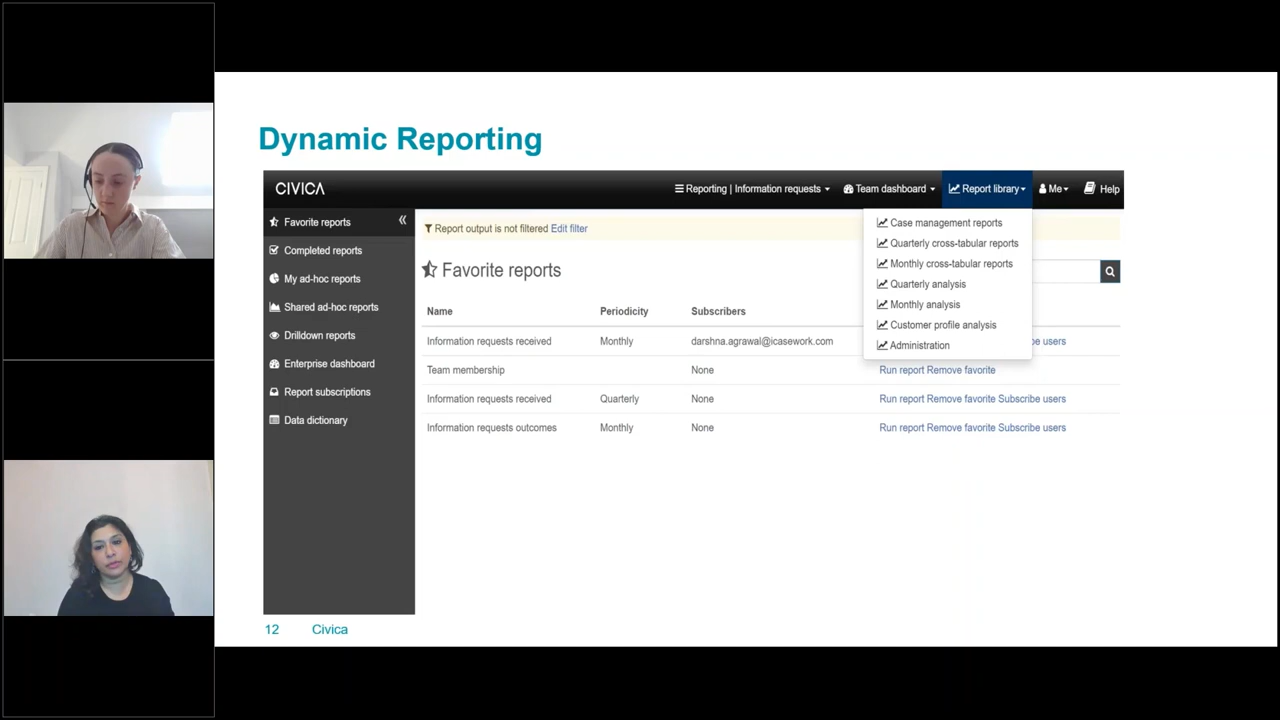 Dynamic Reporting
CIVICA
Reporting | Information requests
Team dashboard
Report library
Me
Help
Favorite reports
Completed reports
My ad-hoc reports
Shared ad-hoc reports
Drilldown reports
Enterprise dashboard
Report subscriptions
Data dictionary
Report output is not filtered Edit filter
Favorite reports
Case management reports
Quarterly cross-tabular reports
Monthly cross-tabular reports
Quarterly analysis
Monthly analysis
Customer profile analysis
Administration
Name Periodicity Subscribers
Information requests received Monthly darshna.agrawal@icasework.com users
Team membership None Run report Remove favorite
Information requests received Quarterly None Run report Remove favorite Subscribe users
Information requests outcomes Monthly None Run report Remove favorite Subscribe users
12 Civica